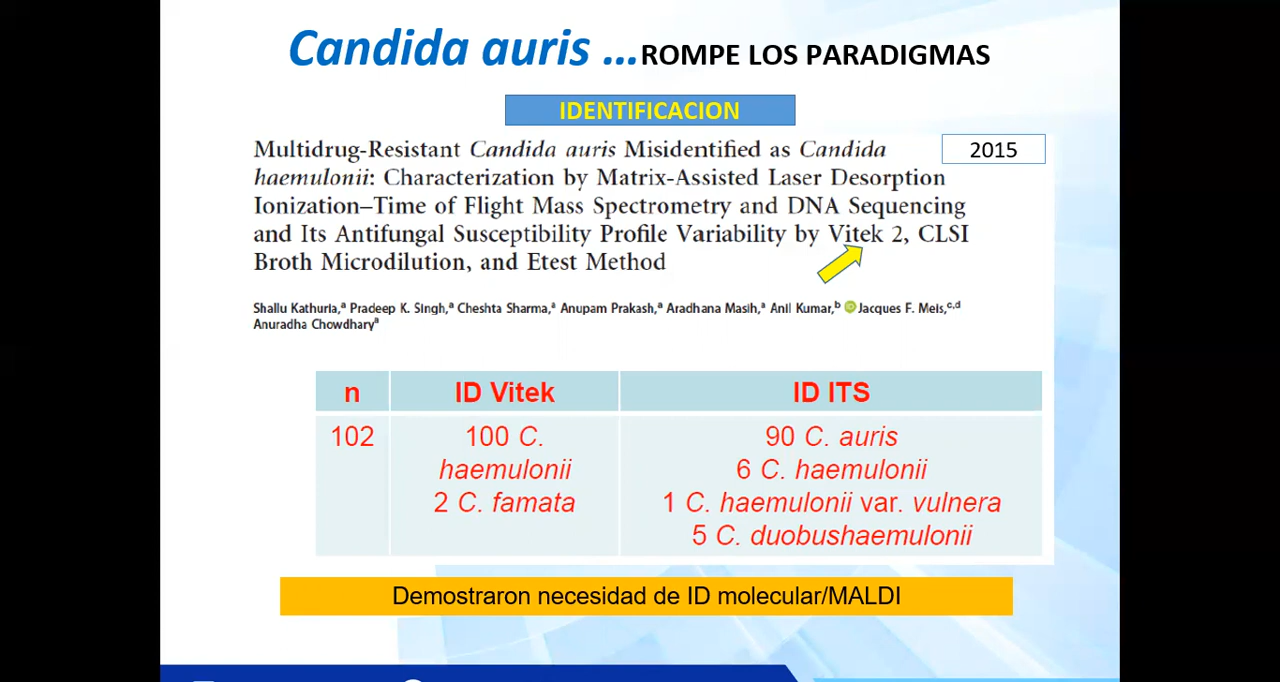 Candida auris ...ROMPE LOS PARADIGMAS
IDENTIFICACION
Multidrug-Resistant Candida auris Misidentified as Candida
2015
haemulonii: Characterization by Matrix-Assisted Laser Desorption
Ionization–Time of Flight Mass Spectrometry and DNA Sequencing
and Its Antifungal Susceptibility Profile Variability by Vitek 2, CLSI
Broth Microdilution, and Etest Method
Shallu Kathuria,a Pradeep K. Singh,a Cheshta Sharma,a Anupam Prakash,a Aradhana Masih,a Anil Kumar,b iD Jacques F. Meis,c,d
Anuradha Chowdharya
n ID Vitek ID ITS
102 100 C. 90 C. auris
haemulonii 6 C. haemulonii
2 C. famata 1 C. haemulonii var. vulnera
5 C. duobushaemulonii
Demostraron necesidad de ID molecular/MALDI